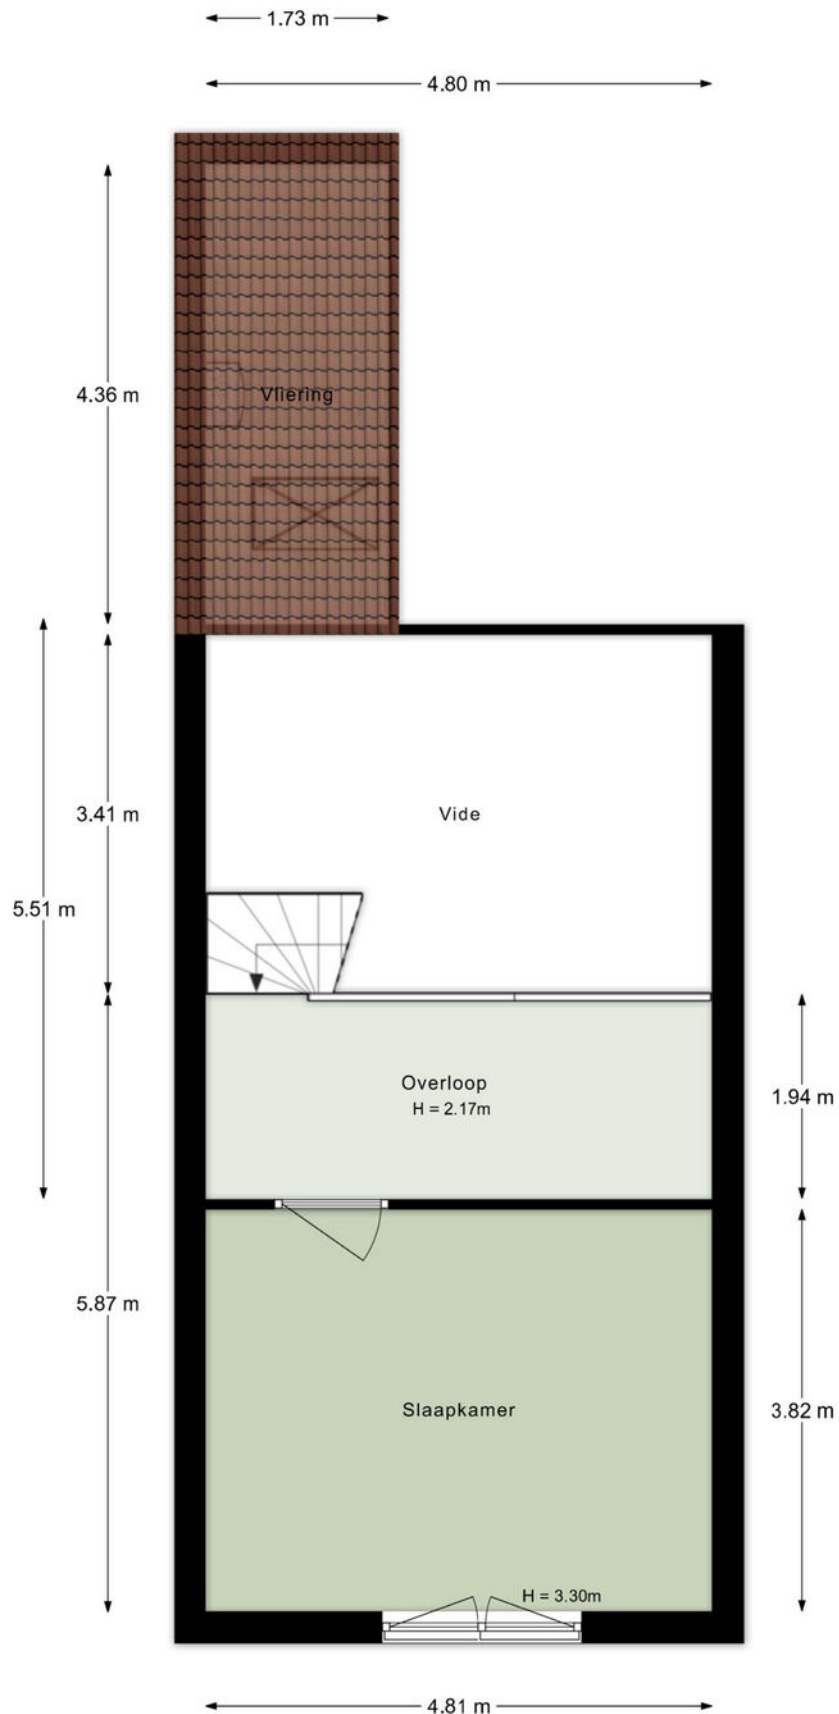 1.73 m
4.80 m
4.36 m
Vliering
3.41 m
Vide
5.51 m
Overloop
H = 2.17m
1.94 m
5.87 m
Slaapkamer
3.82 m
H = 3.30m
4.81 m